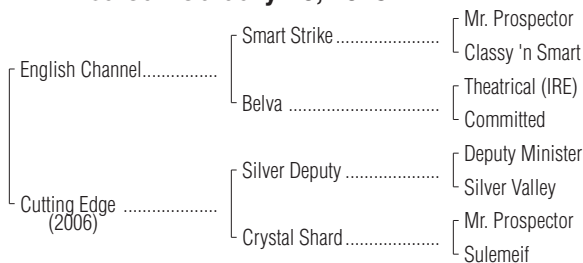 Mr. Prospector
Smart Strike
Classy 'n Smart
English Channel
Theatrical (IRE)
Belva
Committed
Deputy Minister
Silver Deputy
Silver Valley
Cutting Edge
(2006)
Mr. Prospector
Crystal Shard
Sulemeif